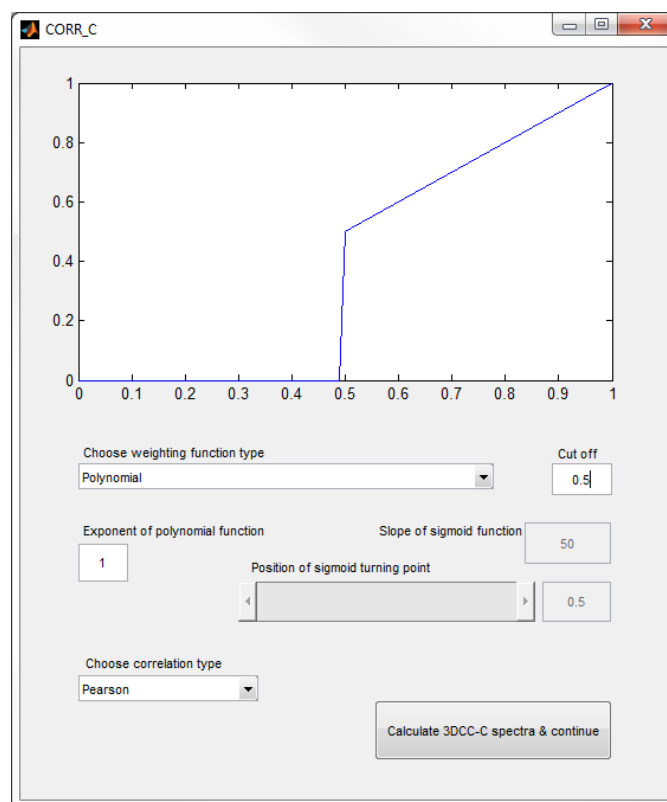 CORR_C
1
0.8
0.6
0.4
0.2
0
0 0.1 0.2 0.3 0.4 0.5 0.6 0.7 0.8 0.9 1
Choose weighting function type Cut off
Polynomial 0.5
Exponent of polynomial function Slope of sigmoid function 50
1
Position of sigmoid turning point
0.5
Choose correlation type
Pearson
Calculate 3DCC-C spectra & continue